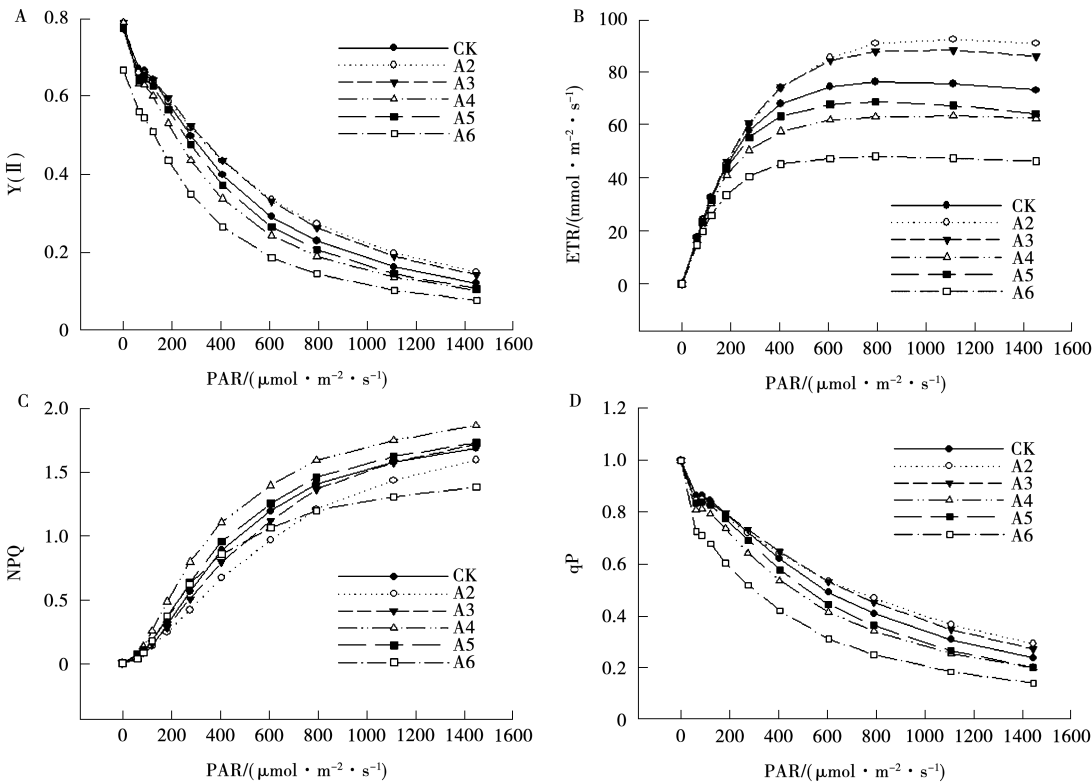 A
Y(Ⅱ)
0.8
0.6
0.4
0.2
0
CK
A2
A3
A4
A5
A6
0 200 400 600 800 1000 1200 1400 1600
PAR/(μmol·m⁻²·s⁻¹)
B
ETR/(mmol·m⁻²·s⁻¹)
100
80
60
40
20
0
CK
A2
A3
A4
A5
A6
0 200 400 600 800 1000 1200 1400 1600
PAR/(μmol·m⁻²·s⁻¹)
C
NPQ
2.0
1.5
1.0
0.5
0
CK
A2
A3
A4
A5
A6
0 200 400 600 800 1000 1200 1400 1600
PAR/(μmol·m⁻²·s⁻¹)
D
qP
1.2
1.0
0.8
0.6
0.4
0.2
0
CK
A2
A3
A4
A5
A6
0 200 400 600 800 1000 1200 1400 1600
PAR/(μmol·m⁻²·s⁻¹)